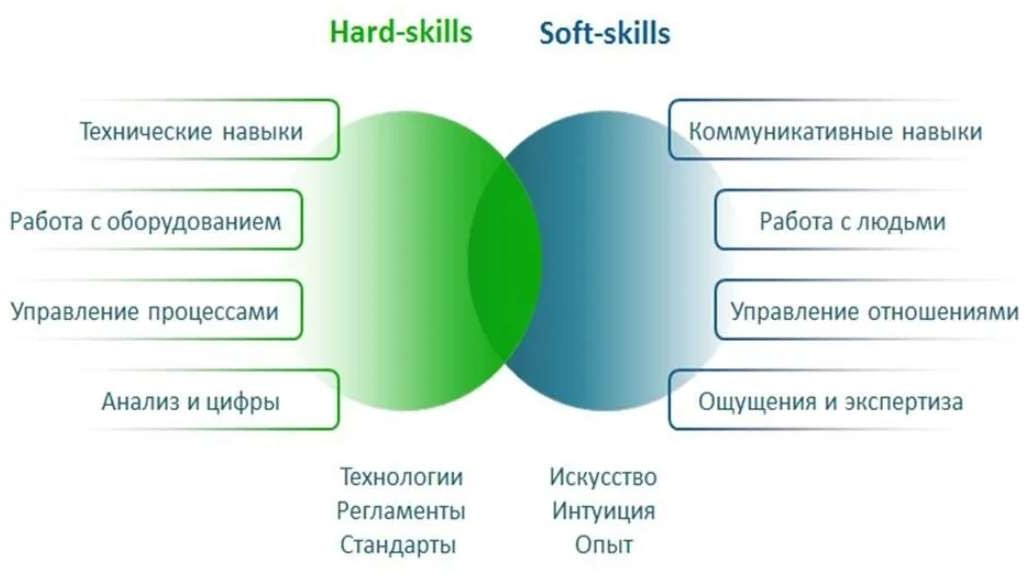 Hard-skills
Soft-skills
Технические навыки
Работа с оборудованием
Управление процессами
Анализ и цифры
Коммуникативные навыки
Работа с людьми
Управление отношениями
Ощущения и экспертиза
Технологии
Регламенты
Стандарты
Искусство
Интуиция
Опыт